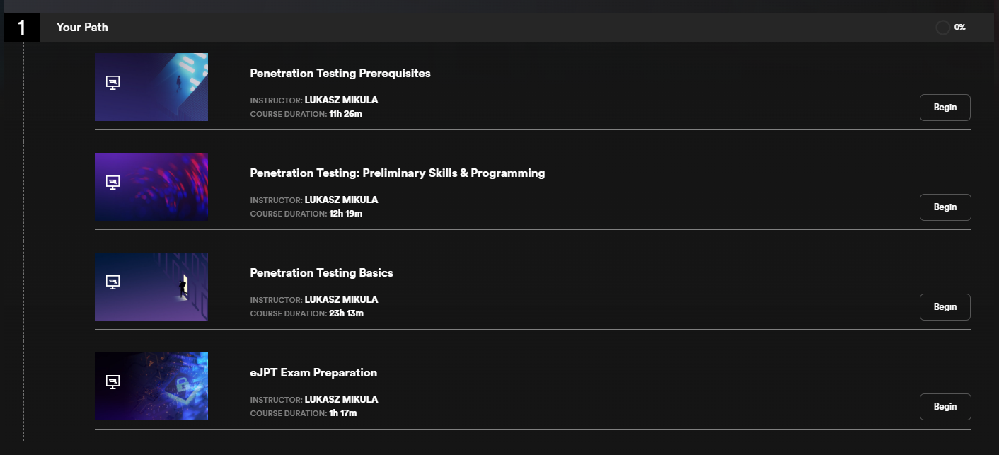 1
Your Path
0%
Penetration Testing Prerequisites
INSTRUCTOR: LUKASZ MIKULA
COURSE DURATION: 11h 26m
Begin
Penetration Testing: Preliminary Skills & Programming
INSTRUCTOR: LUKASZ MIKULA
COURSE DURATION: 12h 19m
Begin
Penetration Testing Basics
INSTRUCTOR: LUKASZ MIKULA
COURSE DURATION: 23h 13m
Begin
eJPT Exam Preparation
INSTRUCTOR: LUKASZ MIKULA
COURSE DURATION: 1h 17m
Begin